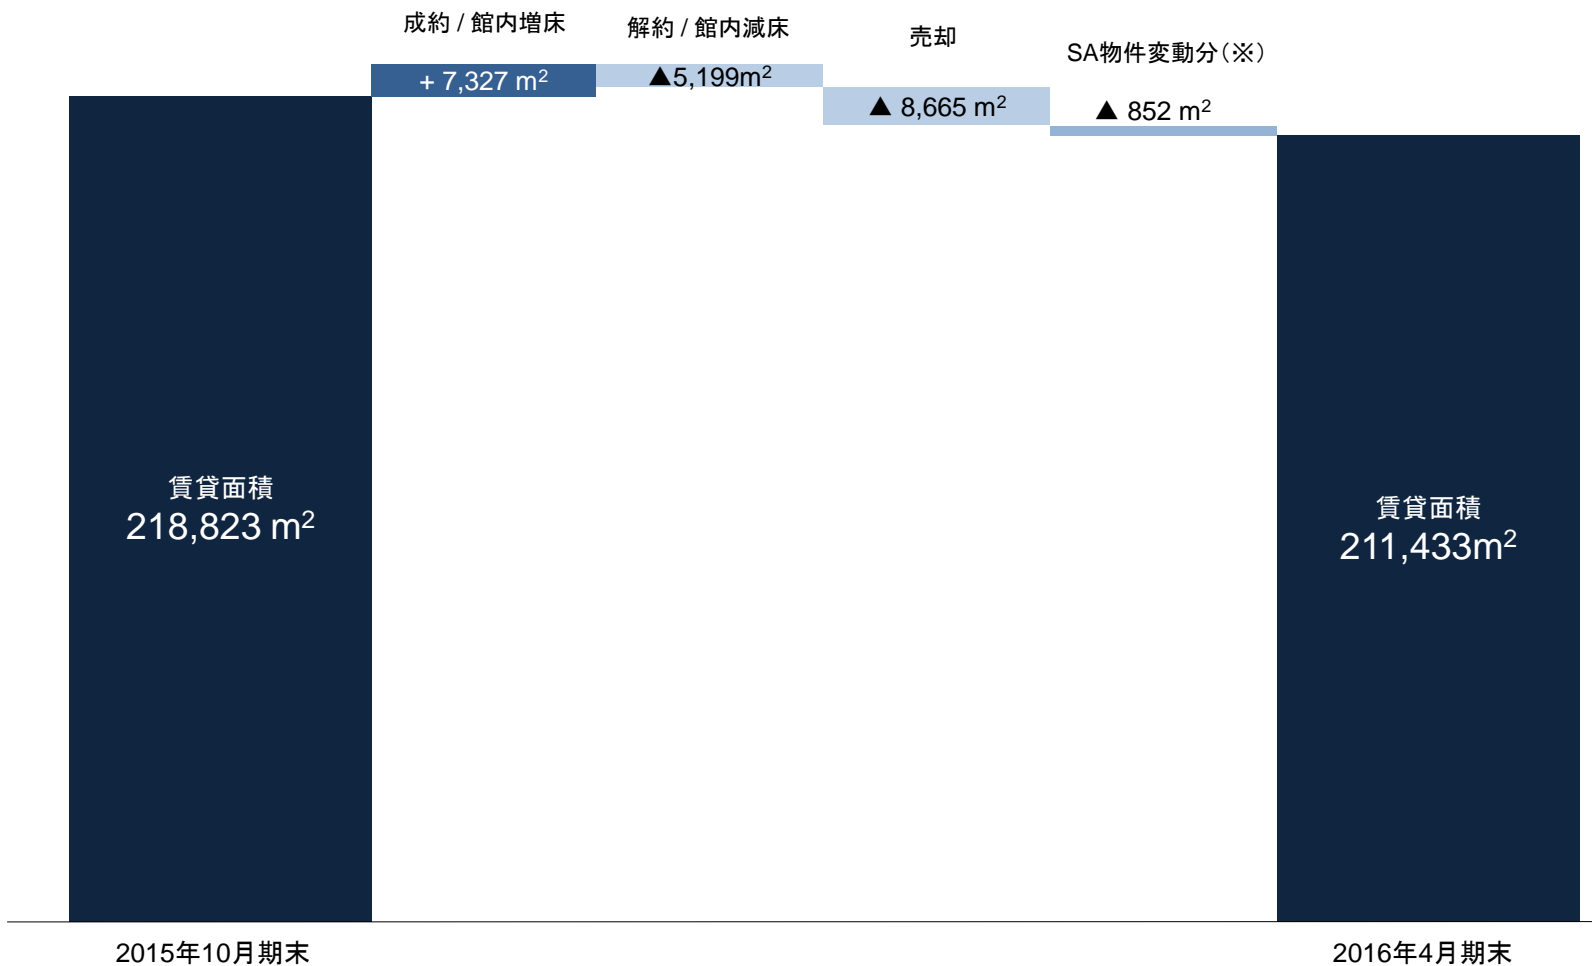 成約 / 館内増床
解約 / 館内減床
売却
SA物件変動分(※)
+ 7,327 m²
▲5,199m²
▲ 8,665 m²
▲ 852 m²
賃貸面積
218,823 m²
賃貸面積
211,433m²
2015年10月期末
2016年4月期末